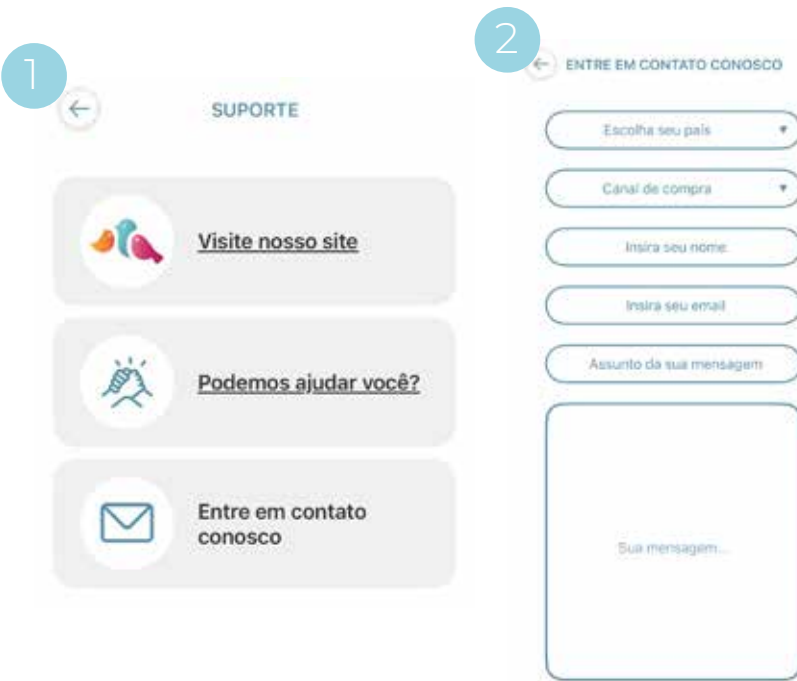 1
SUPORTE
Visite nosso site
Podemos ajudar você?
Entre em contato
conosco
2
ENTRE EM CONTATO CONOSCO
Escolha seu país
Canal de compra
Insira seu nome
Insira seu email
Assunto da sua mensagem
Sua mensagem...